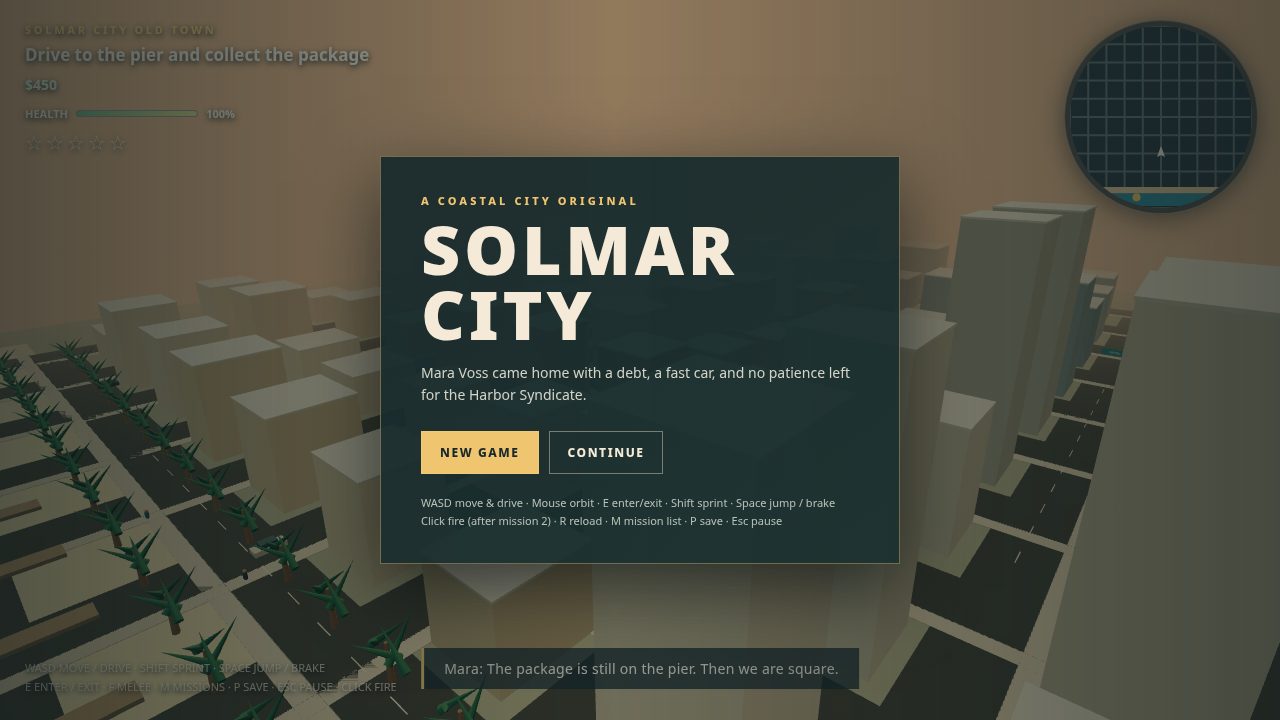 SOLMAR CITY OLD TOWN
Drive to the pier and collect the package
$450
HEALTH 100%
A COASTAL CITY ORIGINAL
SOLMAR
CITY
Mara Voss came home with a debt, a fast car, and no patience left
for the Harbor Syndicate.
NEW GAME CONTINUE
WASD move & drive · Mouse orbit · E enter/exit · Shift sprint · Space jump / brake
Click fire (after mission 2) · R reload · M mission list · P save · Esc pause
WASD MOVE / DRIVE · SHIFT SPRINT · SPACE JUMP / BRAKE
E ENTER / EXIT · F MELEE · M MISSIONS · P SAVE · ESC PAUSE · CLICK FIRE
Mara: The package is still on the pier. Then we are square.